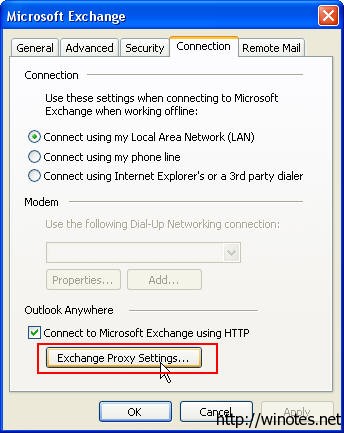 Microsoft Exchange
General Advanced Security Connection Remote Mail
Connection
Use these settings when connecting to Microsoft
Exchange when working offline:
Connect using my Local Area Network (LAN)
Connect using my phone line
Connect using Internet Explorer's or a 3rd party dialer
Modem
Use the following Dial-Up Networking connection:
Properties... Add...
Outlook Anywhere
Connect to Microsoft Exchange using HTTP
Exchange Proxy Settings...
OK Cancel Apply
http://winotes.net